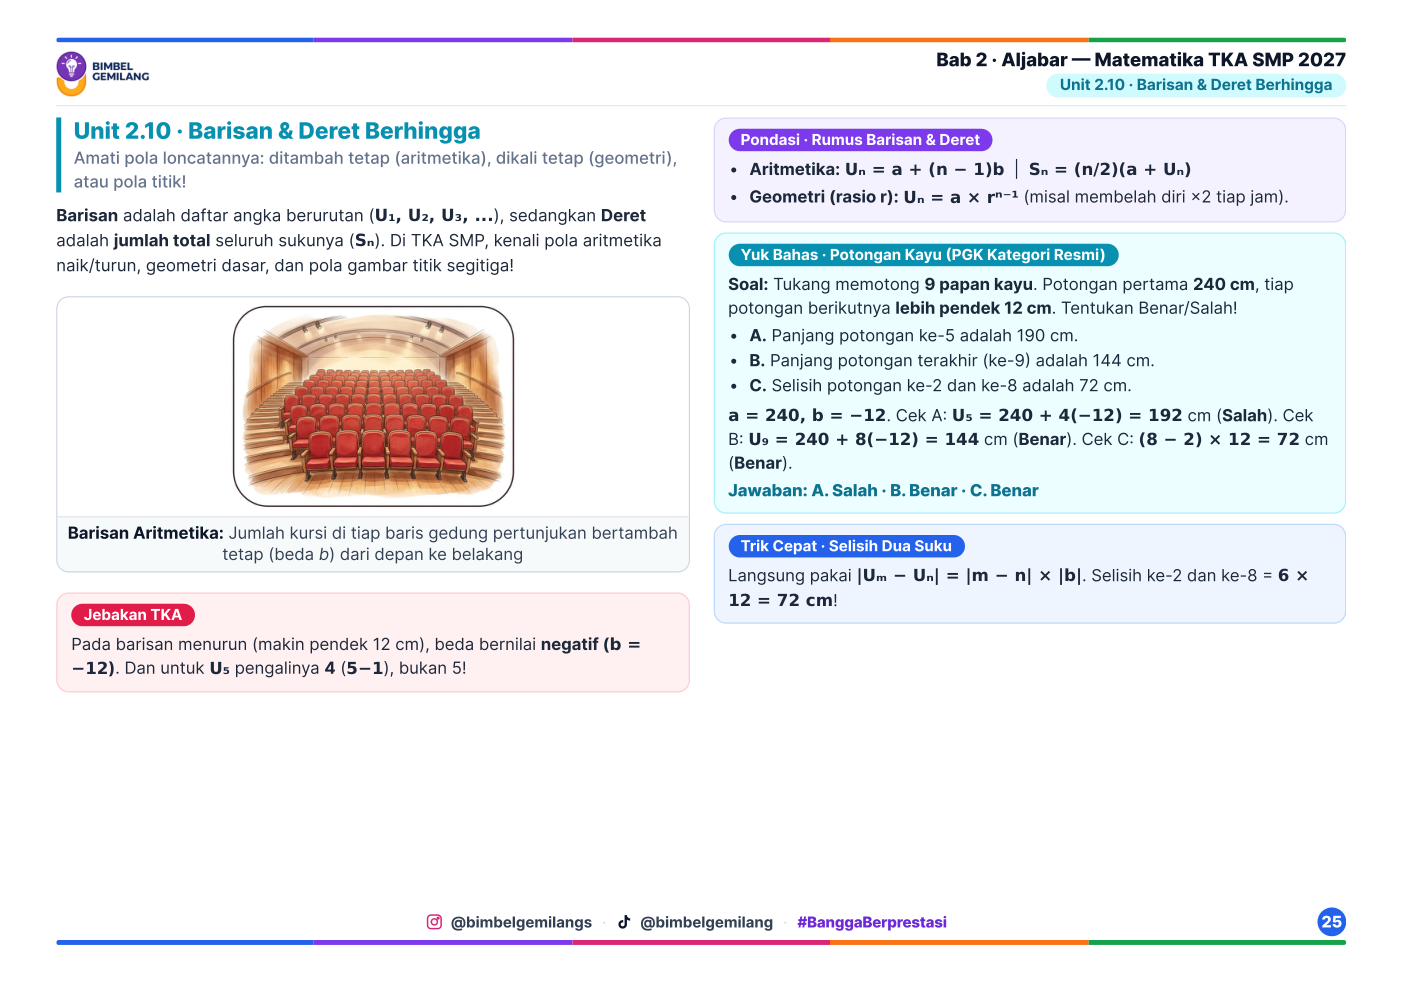 BIMBEL
GEMILANG
Bab 2 · Aljabar — Matematika TKA SMP 2027
Unit 2.10 · Barisan & Deret Berhingga
Unit 2.10 · Barisan & Deret Berhingga
Amati pola loncatannya: ditambah tetap (aritmetika), dikali tetap (geometri),
atau pola titik!
Barisan adalah daftar angka berurutan (U₁, U₂, U₃, ...), sedangkan Deret
adalah jumlah total seluruh sukunya (Sₙ). Di TKA SMP, kenali pola aritmetika
naik/turun, geometri dasar, dan pola gambar titik segitiga!
Barisan Aritmetika: Jumlah kursi di tiap baris gedung pertunjukan bertambah
tetap (beda b) dari depan ke belakang
Jebakan TKA
Pada barisan menurun (makin pendek 12 cm), beda bernilai negatif (b =
−12). Dan untuk U₅ pengalinya 4 (5−1), bukan 5!
Pondasi · Rumus Barisan & Deret
• Aritmetika: Uₙ = a + (n − 1)b │ Sₙ = (n/2)(a + Uₙ)
• Geometri (rasio r): Uₙ = a × rⁿ⁻¹ (misal membelah diri ×2 tiap jam).
Yuk Bahas · Potongan Kayu (PGK Kategori Resmi)
Soal: Tukang memotong 9 papan kayu. Potongan pertama 240 cm, tiap
potongan berikutnya lebih pendek 12 cm. Tentukan Benar/Salah!
• A. Panjang potongan ke-5 adalah 190 cm.
• B. Panjang potongan terakhir (ke-9) adalah 144 cm.
• C. Selisih potongan ke-2 dan ke-8 adalah 72 cm.
a = 240, b = −12. Cek A: U₅ = 240 + 4(−12) = 192 cm (Salah). Cek
B: U₉ = 240 + 8(−12) = 144 cm (Benar). Cek C: (8 − 2) × 12 = 72 cm
(Benar).
Jawaban: A. Salah · B. Benar · C. Benar
Trik Cepat · Selisih Dua Suku
Langsung pakai |Uₘ − Uₙ| = |m − n| × |b|. Selisih ke-2 dan ke-8 = 6 ×
12 = 72 cm!
@bimbelgemilangs · @bimbelgemilang · #BanggaBerprestasi
25